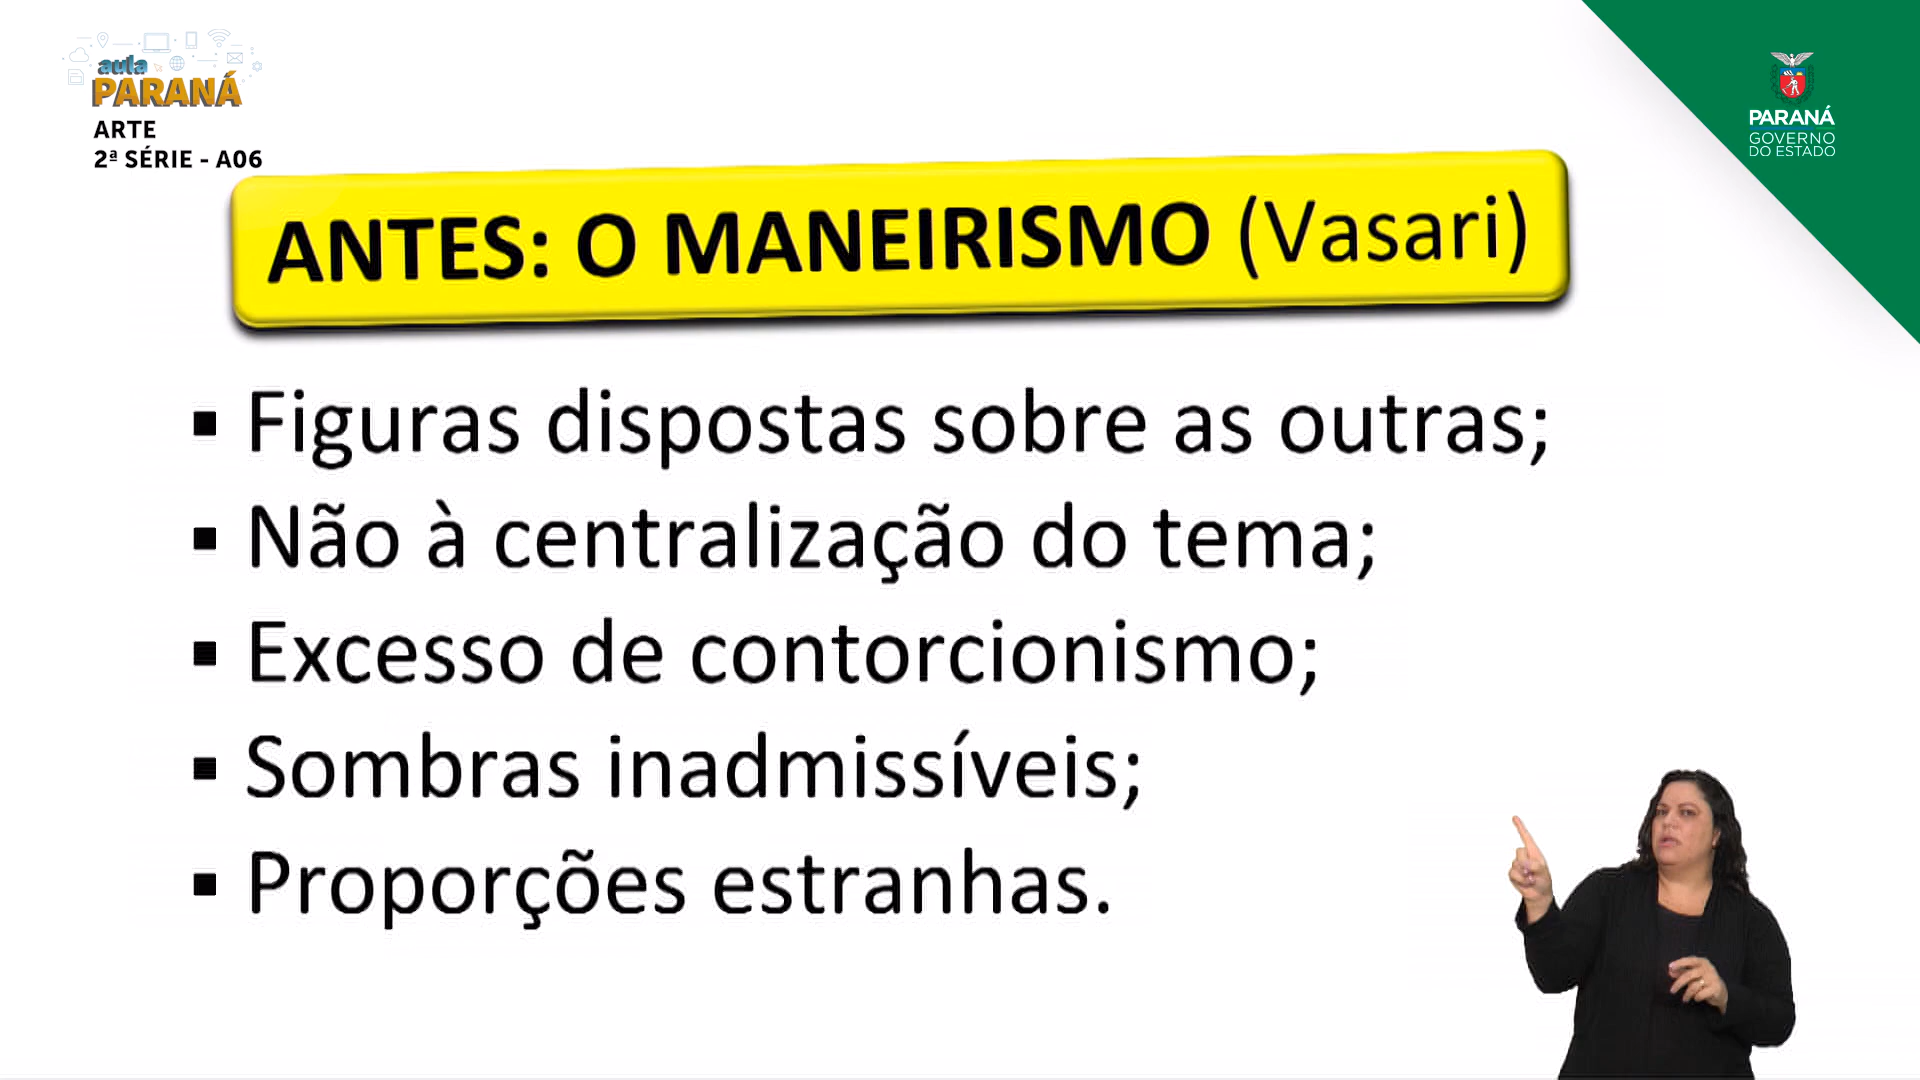 aula
PARANÁ
ARTE
2ª SÉRIE - A06
PARANÁ
GOVERNO
DO ESTADO
ANTES: O MANEIRISMO (Vasari)
▪ Figuras dispostas sobre as outras;
▪ Não à centralização do tema;
▪ Excesso de contorcionismo;
▪ Sombras inadmissíveis;
▪ Proporções estranhas.